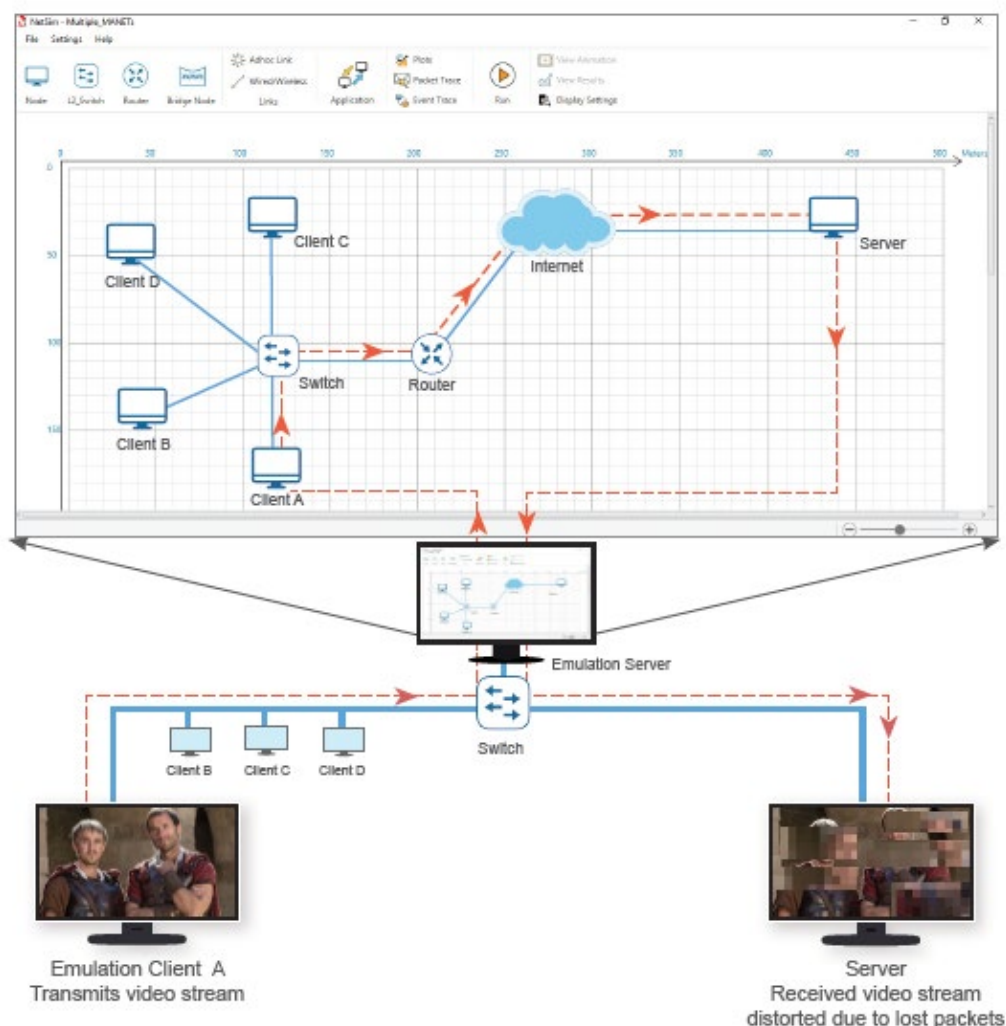 NetSim - Multiple_MANETs
File Settings Help
Node
L2_Switch
Router
Bridge Node
Adhoc Link
Wired/Wireless
Links
Application
Plots
Packet Trace
Event Trace
Run
View Animation
View Results
Display Settings
0 50 100 150 200 250 300 350 400 450 500 Meters
0
50
100
150
Client C
Client D
Internet
Server
Switch
Router
Client B
Client A
Emulation Server
Switch
Client B Client C Client D
Emulation Client A
Transmits video stream
Server
Received video stream
distorted due to lost packets